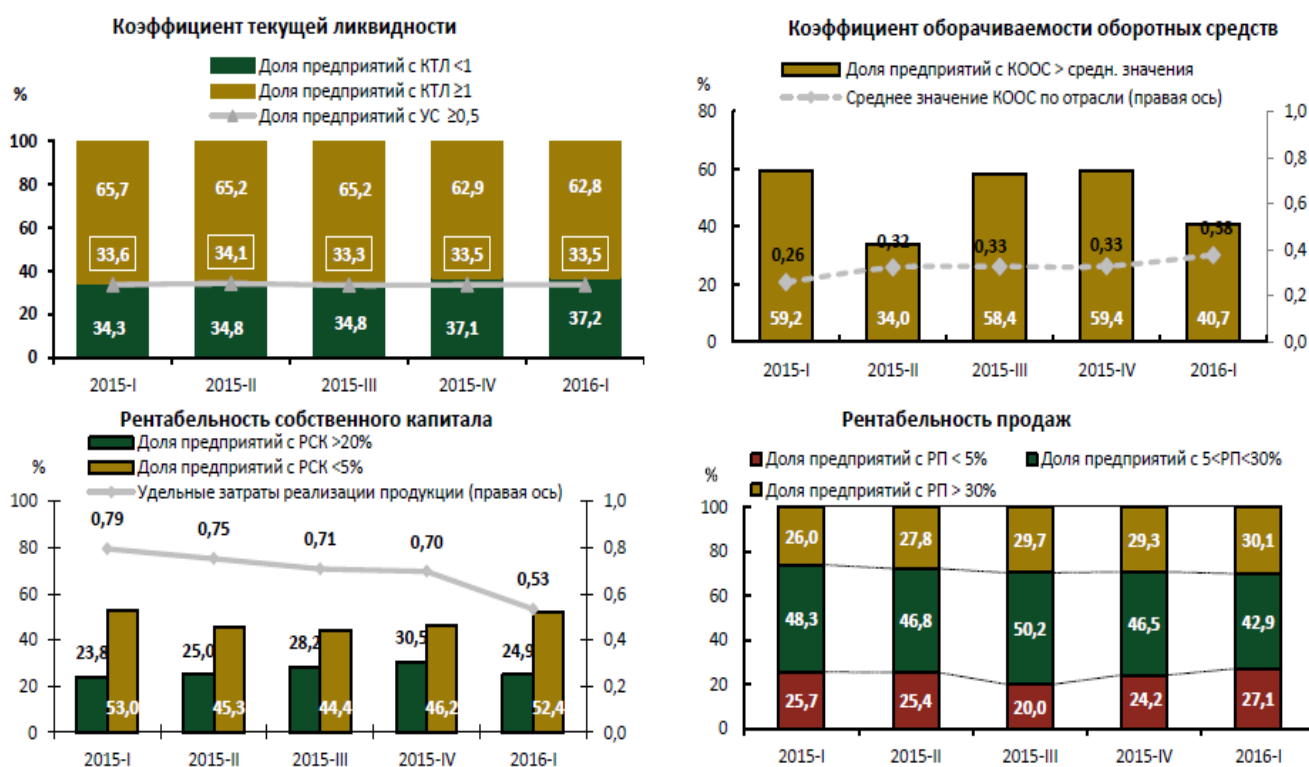 Коэффициент текущей ликвидности
Доля предприятий с КТЛ <1
Доля предприятий с КТЛ ≥1
Доля предприятий с УС ≥0,5
%
100
80
60
40
20
0
65,7
65,2
65,2
62,9
62,8
33,6
34,1
33,3
33,5
33,5
34,3
34,8
34,8
37,1
37,2
2015-I
2015-II
2015-III
2015-IV
2016-I
Коэффициент оборачиваемости оборотных средств
Доля предприятий с КООС > средн. значения
Среднее значение КООС по отрасли (правая ось)
%
80
60
40
20
0
1,0
0,8
0,6
0,4
0,2
0,0
0,26
0,32
0,33
0,33
0,38
59,2
34,0
58,4
59,4
40,7
2015-I
2015-II
2015-III
2015-IV
2016-I
Рентабельность собственного капитала
Доля предприятий с РСК >20%
Доля предприятий с РСК <5%
Удельные затраты реализации продукции (правая ось)
%
100
80
60
40
20
0
1,0
0,8
0,6
0,4
0,2
0,0
0,79
0,75
0,71
0,70
0,53
23,8
25,0
28,2
30,5
24,9
53,0
45,3
44,4
46,2
52,4
2015-I
2015-II
2015-III
2015-IV
2016-I
Рентабельность продаж
Доля предприятий с РП < 5%
Доля предприятий с 5<РП<30%
Доля предприятий с РП > 30%
%
100
80
60
40
20
0
26,0
27,8
29,7
29,3
30,1
48,3
46,8
50,2
46,5
42,9
25,7
25,4
20,0
24,2
27,1
2015-I
2015-II
2015-III
2015-IV
2016-I